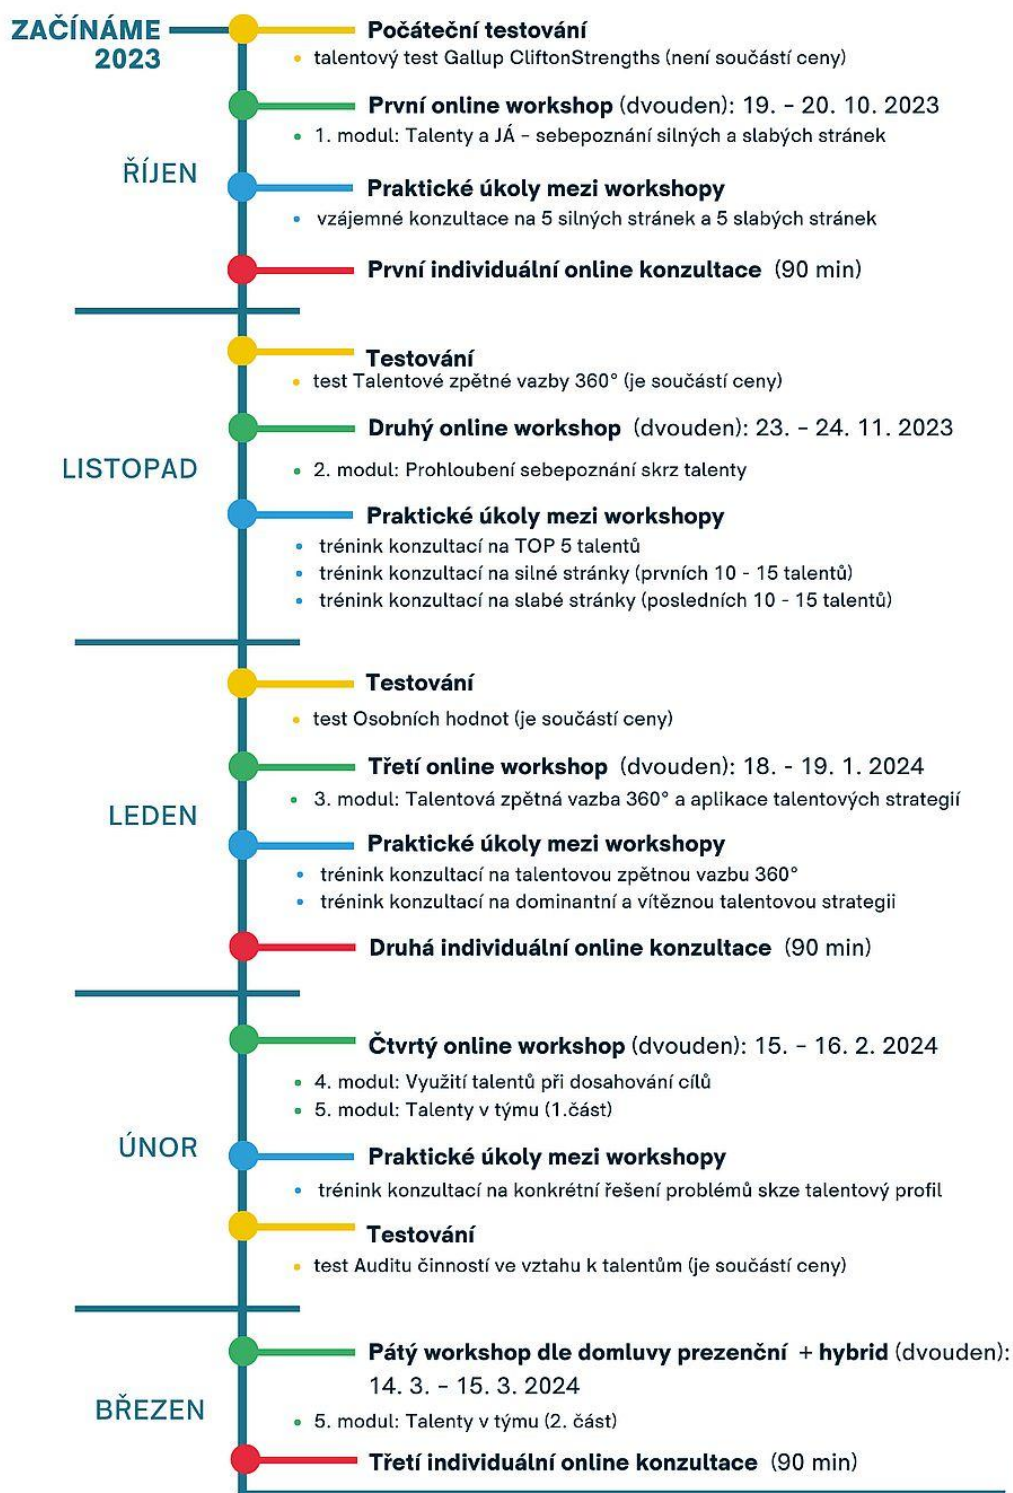 ZAČÍNÁME
2023
Počáteční testování
talentový test Gallup CliftonStrengths (není součástí ceny)
První online workshop (dvouden): 19. – 20. 10. 2023
1. modul: Talenty a JÁ – sebepoznání silných a slabých stránek
ŘÍJEN
Praktické úkoly mezi workshopy
vzájemné konzultace na 5 silných stránek a 5 slabých stránek
První individuální online konzultace (90 min)
Testování
test Talentové zpětné vazby 360° (je součástí ceny)
Druhý online workshop (dvouden): 23. – 24. 11. 2023
LISTOPAD
2. modul: Prohloubení sebepoznání skrz talenty
Praktické úkoly mezi workshopy
trénink konzultací na TOP 5 talentů
trénink konzultací na silné stránky (prvních 10 - 15 talentů)
trénink konzultací na slabé stránky (posledních 10 - 15 talentů)
Testování
test Osobních hodnot (je součástí ceny)
Třetí online workshop (dvouden): 18. - 19. 1. 2024
3. modul: Talentová zpětná vazba 360° a aplikace talentových strategií
LEDEN
Praktické úkoly mezi workshopy
trénink konzultací na talentovou zpětnou vazbu 360°
trénink konzultací na dominantní a vítěznou talentovou strategii
Druhá individuální online konzultace (90 min)
Čtvrtý online workshop (dvouden): 15. – 16. 2. 2024
4. modul: Využití talentů při dosahování cílů
5. modul: Talenty v týmu (1.část)
ÚNOR
Praktické úkoly mezi workshopy
trénink konzultací na konkrétní řešení problémů skze talentový profil
Testování
test Auditu činností ve vztahu k talentům (je součástí ceny)
Pátý workshop dle domluvy prezenční + hybrid (dvouden):
14. 3. – 15. 3. 2024
BŘEZEN
5. modul: Talenty v týmu (2. část)
Třetí individuální online konzultace (90 min)